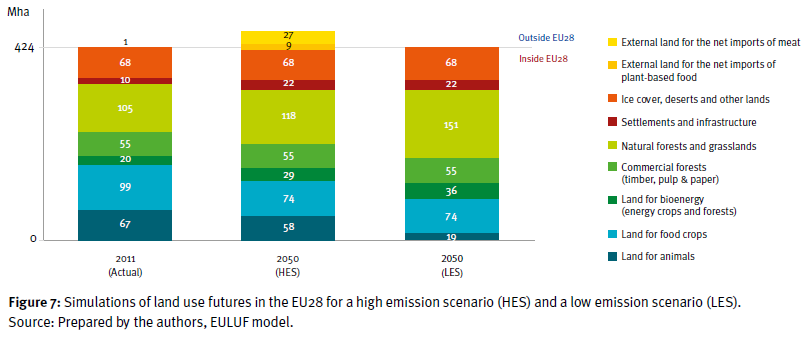 Mha
424
0
1
68
10
105
55
20
99
67
2011
(Actual)
27
9
68
22
118
55
29
74
58
2050
(HES)
68
22
151
55
36
74
19
2050
(LES)
Outside EU28
Inside EU28
External land for the net imports of meat
External land for the net imports of
plant-based food
Ice cover, deserts and other lands
Settlements and infrastructure
Natural forests and grasslands
Commercial forests
(timber, pulp & paper)
Land for bioenergy
(energy crops and forests)
Land for food crops
Land for animals
Figure 7: Simulations of land use futures in the EU28 for a high emission scenario (HES) and a low emission scenario (LES).
Source: Prepared by the authors, EULUF model.